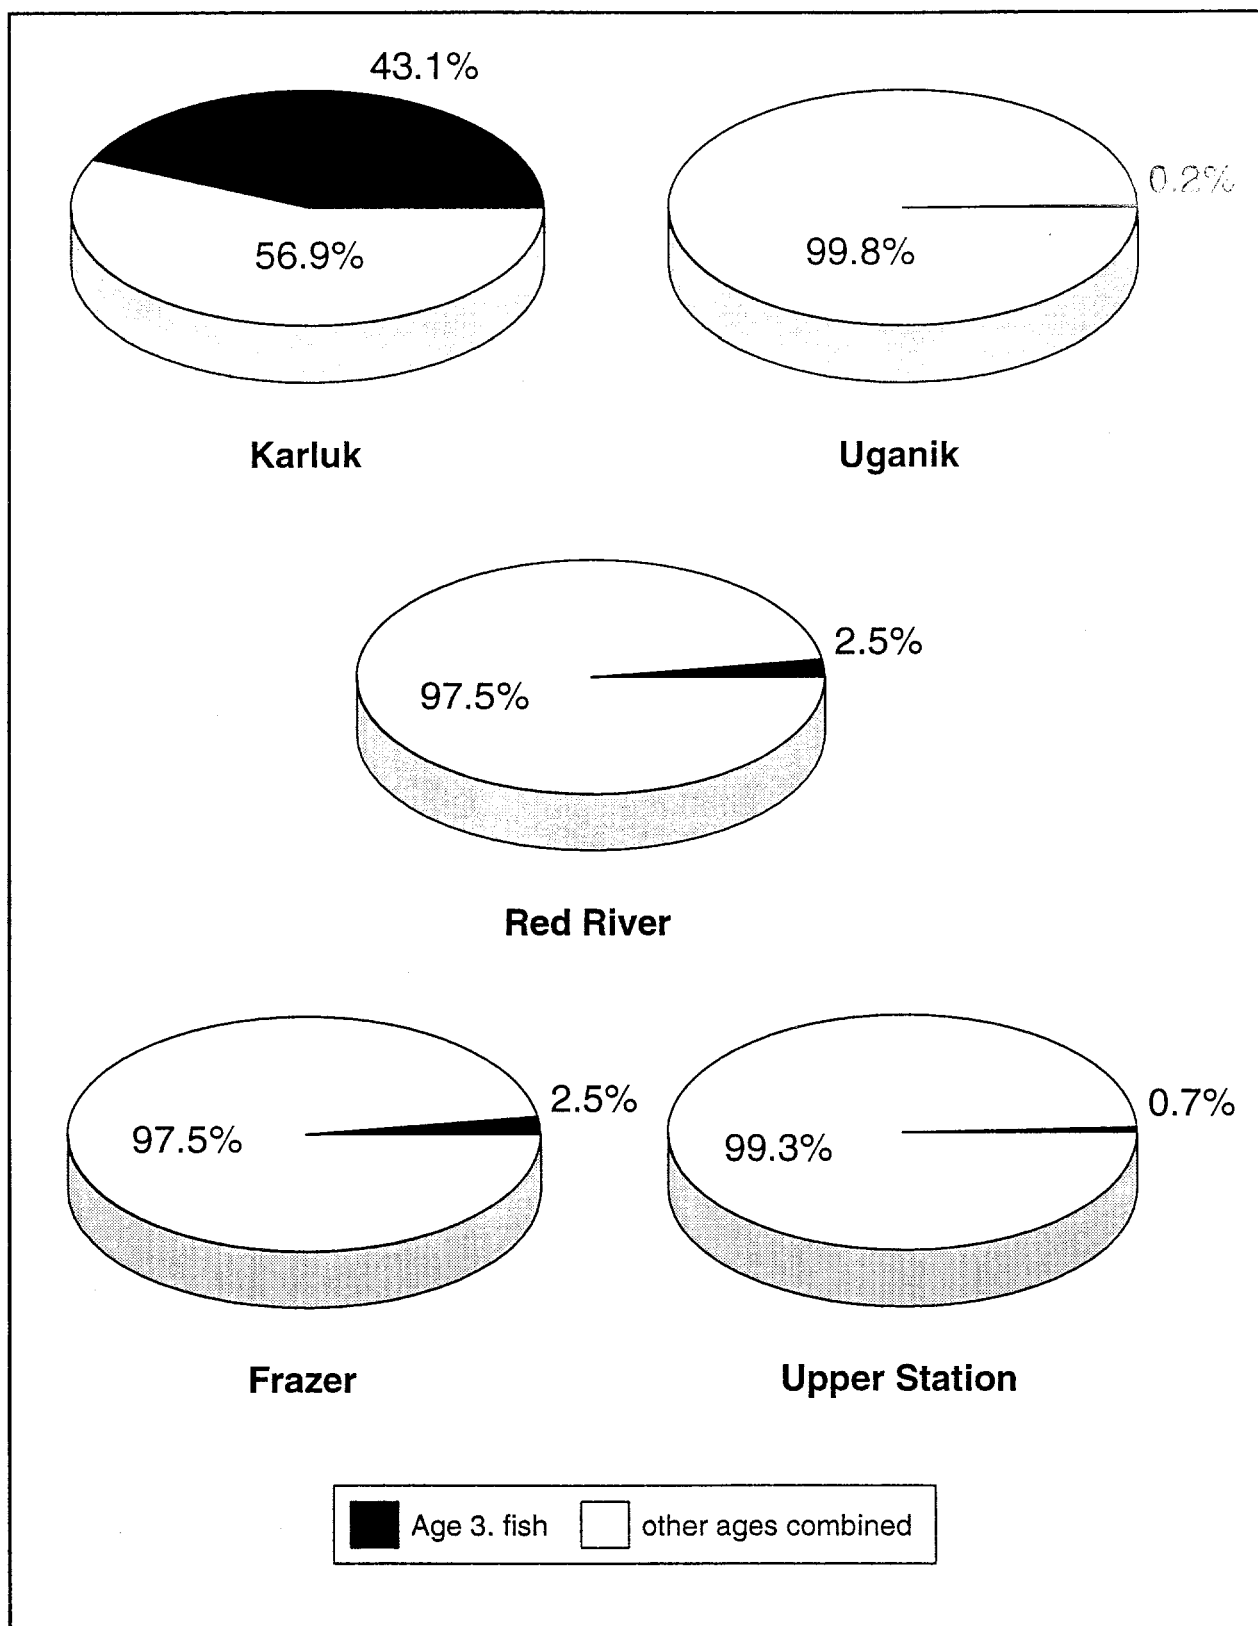 43.1%
56.9%
Karluk
0.2%
99.8%
Uganik
2.5%
97.5%
Red River
2.5%
97.5%
Frazer
0.7%
99.3%
Upper Station
Age 3. fish other ages combined